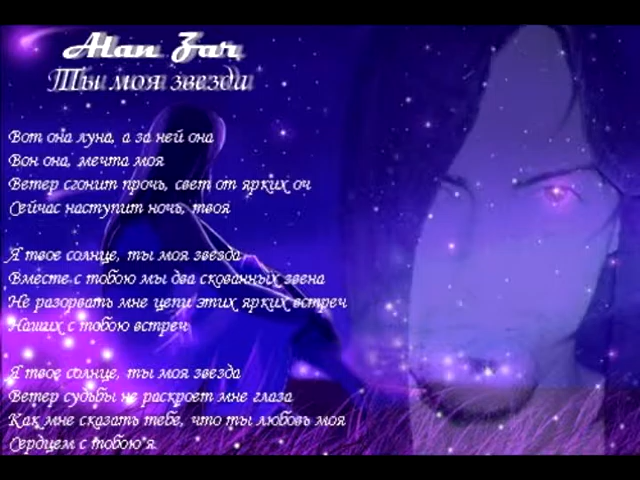 Alan Zar
Ты моя звезда
Вот она луна, а за ней она
Вон она, мечта моя
Ветер сгонит прочь, свет от ярких оч
Сейчас наступит ночь, твоя
Я твое солнце, ты моя звезда
Вместе с тобою мы два скованных звена
Не разорвать мне цепи этих ярких встреч
Наших с тобою встреч
Я твое солнце, ты моя звезда
Ветер судьбы не раскроет мне глаза
Как мне сказать тебе, что ты любовь моя
Сердцем с тобою я